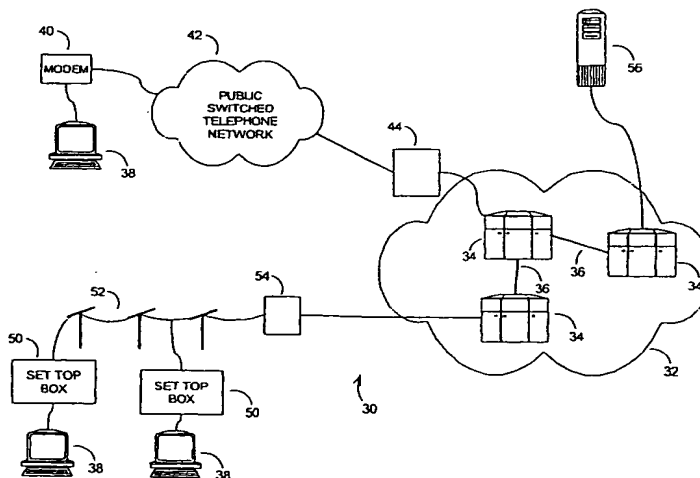 40
MODEM
42
PUBLIC
SWITCHED
TELEPHONE
NETWORK
38
44
56
34
36
34
36
34
32
54
52
50
SET TOP
BOX
SET TOP
BOX
50
30
38
38